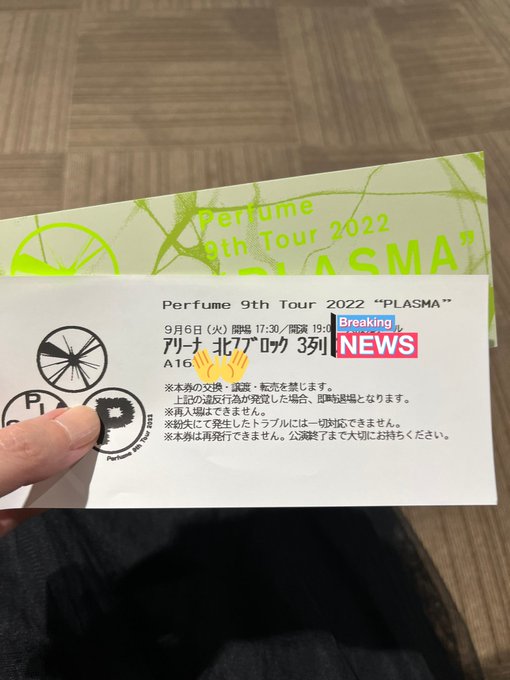 Perfume
9th Tour 2022
"PLASMA"
Perfume 9th Tour 2022 “PLASMA”
9月6日(火) 開場 17:30/開演 19:0
アリーナ 北7ブロック 3列
Breaking
NEWS
A16
※本券の交換・譲渡・転売を禁じます。
上記の違反行為が発覚した場合、即時退場となります。
※再入場はできません。
※紛失にて発生したトラブルには一切対応できません。
※本券は再発行できません。公演終了まで大切にお持ちください。
P
Perfume 9th Tour 2022